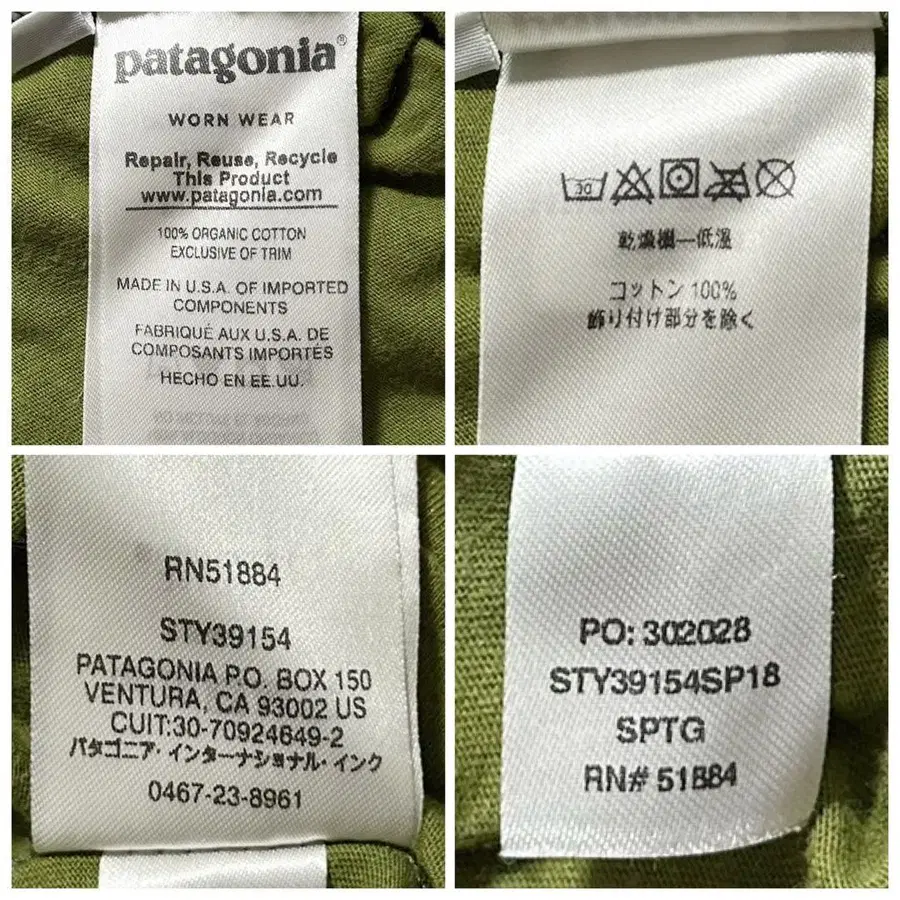 patagonia®
WORN WEAR
Repair, Reuse, Recycle
This Product
www.patagonia.com
100% ORGANIC COTTON
EXCLUSIVE OF TRIM
MADE IN U.S.A. OF IMPORTED
COMPONENTS
FABRIQUÉ AUX U.S.A. DE
COMPOSANTS IMPORTÉS
HECHO EN EE.UU.
30
乾燥機—低温
コットン 100%
飾り付け部分を除く
RN51884
STY39154
PATAGONIA P.O. BOX 150
VENTURA, CA 93002 US
CUIT:30-70924649-2
パタゴニア・インターナショナル・インク
0467-23-8961
PO: 302028
STY39154SP18
SPTG
RN# 51884